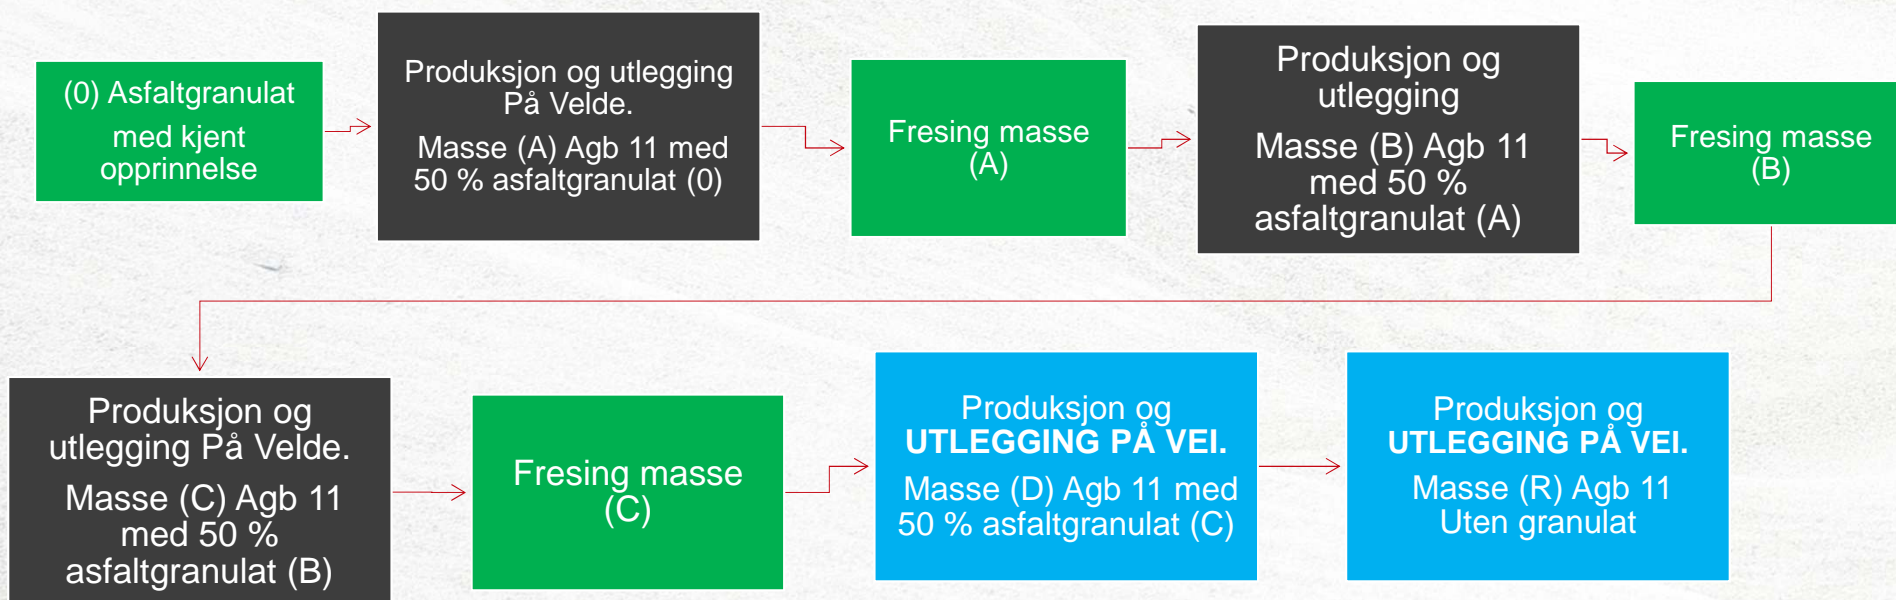 (0) Asfaltgranulat
med kjent
opprinnelse
Produksjon og utlegging
På Velde.
Masse (A) Agb 11 med
50 % asfaltgranulat (0)
Fresing masse
(A)
Produksjon og
utlegging
Masse (B) Agb 11
med 50 %
asfaltgranulat (A)
Fresing masse
(B)
Produksjon og
utlegging På Velde.
Masse (C) Agb 11
med 50 %
asfaltgranulat (B)
Fresing masse
(C)
Produksjon og
UTLEGGING PÅ VEI.
Masse (D) Agb 11 med
50 % asfaltgranulat (C)
Produksjon og
UTLEGGING PÅ VEI.
Masse (R) Agb 11
Uten granulat